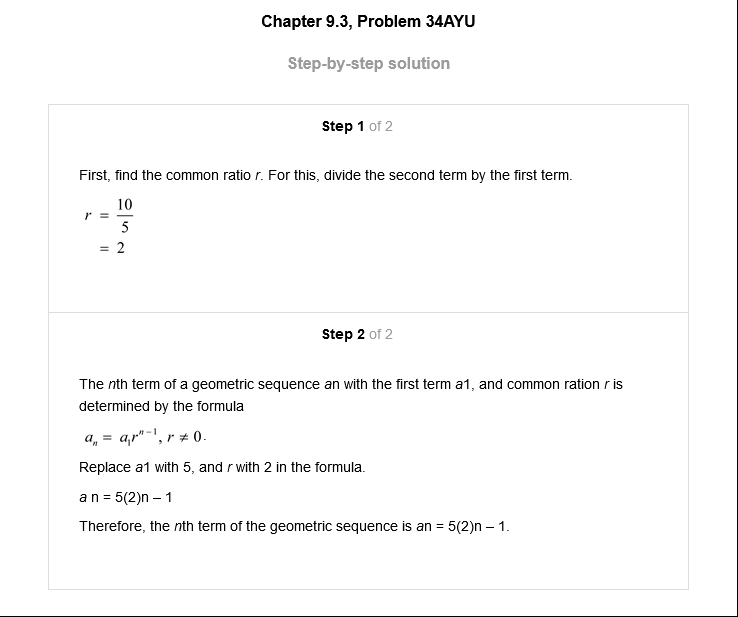 Chapter 9.3, Problem 34AYU
Step-by-step solution
Step 1 of 2
First, find the common ratio r. For this, divide the second term by the first term.
r = 10/5
= 2
Step 2 of 2
The nth term of a geometric sequence an with the first term a1, and common ration r is
determined by the formula
aₙ = a₁rⁿ⁻¹, r ≠ 0.
Replace a1 with 5, and r with 2 in the formula.
a n = 5(2)n – 1
Therefore, the nth term of the geometric sequence is an = 5(2)n – 1.